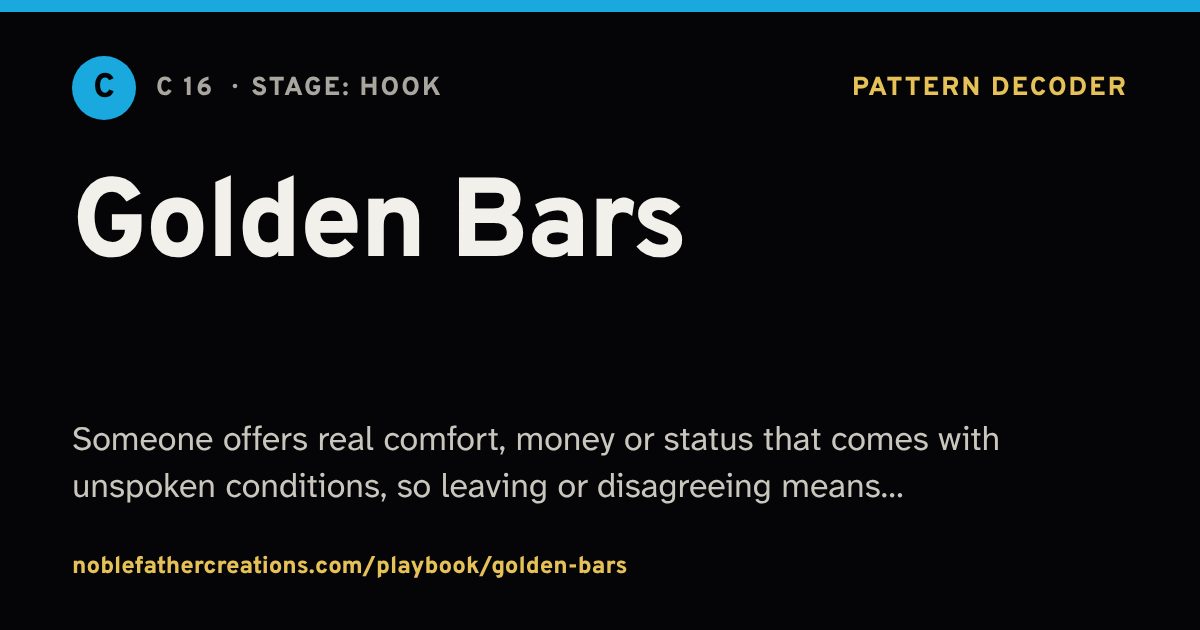 C
C 16 · STAGE: HOOK
PATTERN DECODER
Golden Bars
Someone offers real comfort, money or status that comes with
unspoken conditions, so leaving or disagreeing means...
noblefathercreations.com/playbook/golden-bars